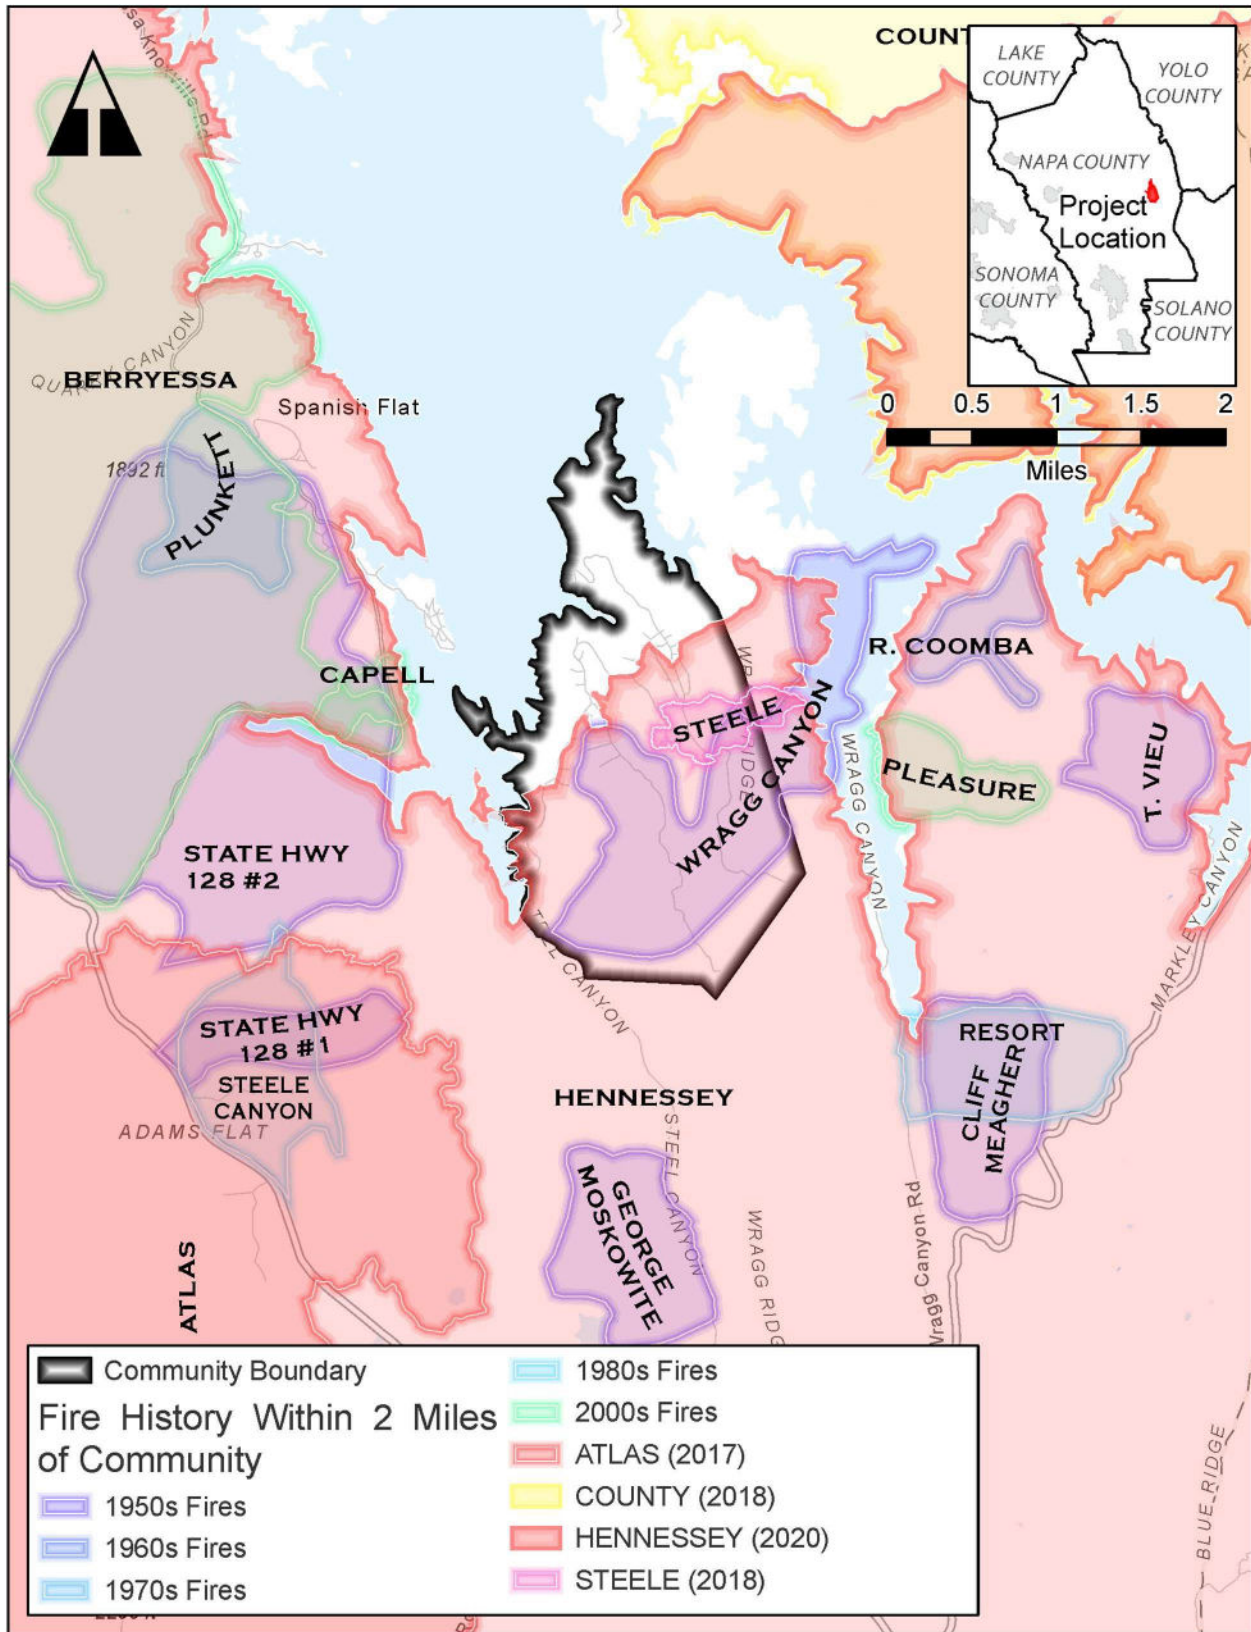 COUNT
LAKE
COUNTY
YOLO
COUNTY
NAPA COUNTY
Project
Location
SONOMA
COUNTY
SOLANO
COUNTY
0 0.5 1 1.5 2
Miles
QUARRY CANYON
BERRYESSA
Spanish Flat
1892 ft
PLUNKETT
CAPELL
R. COOMBA
STEELE
WRAGG CANYON
WRAGG CANYON
PLEASURE
T. VIEU
STATE HWY
128 #2
MARKLEY CANYON
STATE HWY
128 #1
STEELE
CANYON
ADAMS FLAT
RESORT
CLIFF
MEAGHER
HENNESSEY
GEORGE
MOSKOWITE
STEEL CANYON
WRAGG RIDG
Wragg Canyon Rd
ATLAS
BLUE RIDGE
Community Boundary
Fire History Within 2 Miles
of Community
1950s Fires
1960s Fires
1970s Fires
1980s Fires
2000s Fires
ATLAS (2017)
COUNTY (2018)
HENNESSEY (2020)
STEELE (2018)